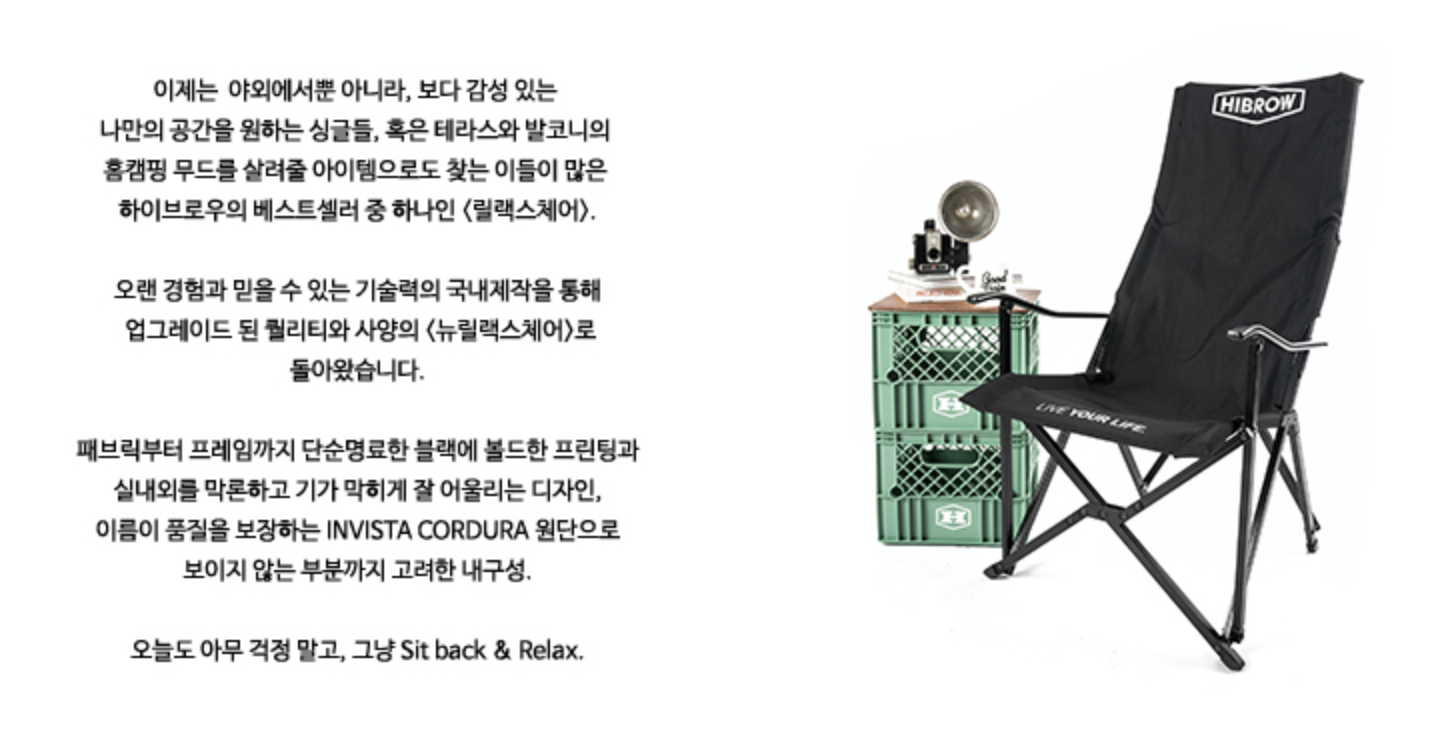 이제는 야외에서뿐 아니라, 보다 감성 있는
나만의 공간을 원하는 싱글들, 혹은 테라스와 발코니의
홈캠핑 무드를 살려줄 아이템으로도 찾는 이들이 많은
하이브로우의 베스트셀러 중 하나인 〈릴랙스체어〉.
오랜 경험과 믿을 수 있는 기술력의 국내제작을 통해
업그레이드 된 퀄리티와 사양의 〈뉴릴랙스체어〉로
돌아왔습니다.
패브릭부터 프레임까지 단순명료한 블랙에 볼드한 프린팅과
실내외를 막론하고 기가 막히게 잘 어울리는 디자인,
이름이 품질을 보장하는 INVISTA CORDURA 원단으로
보이지 않는 부분까지 고려한 내구성.
오늘도 아무 걱정 말고, 그냥 Sit back & Relax.
HIBROW
Good
LIVE YOUR LIFE.
H
H